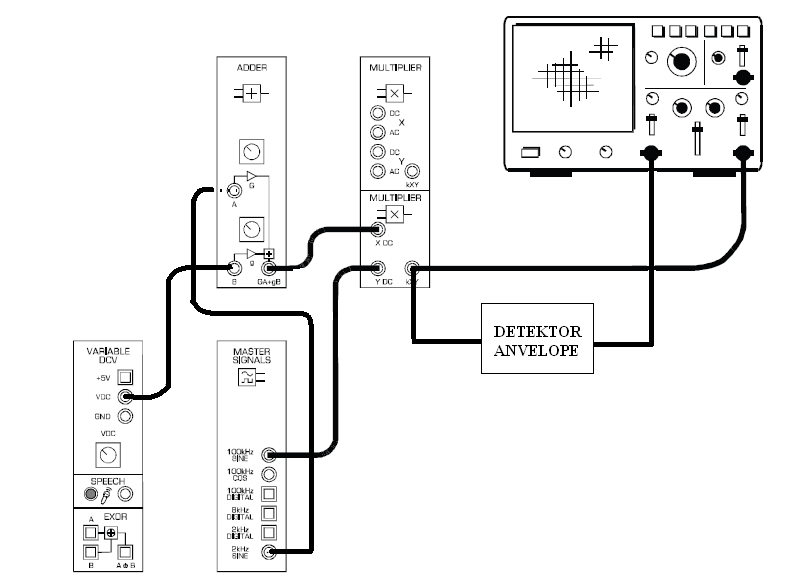 ADDER
G
A
g
B GA+gB
MULTIPLIER
DC
X
AC
DC
Y
AC
kXY
MULTIPLIER
X DC
Y DC kXY
DETEKTOR
ANVELOPE
VARIABLE
DCV
+5V
VDC
GND
VDC
SPEECH
A EXOR
B A⊕B
MASTER
SIGNALS
100kHz
SINE
100kHz
COS
100kHz
DIGITAL
8kHz
DIGITAL
2kHz
DIGITAL
2kHz
SINE